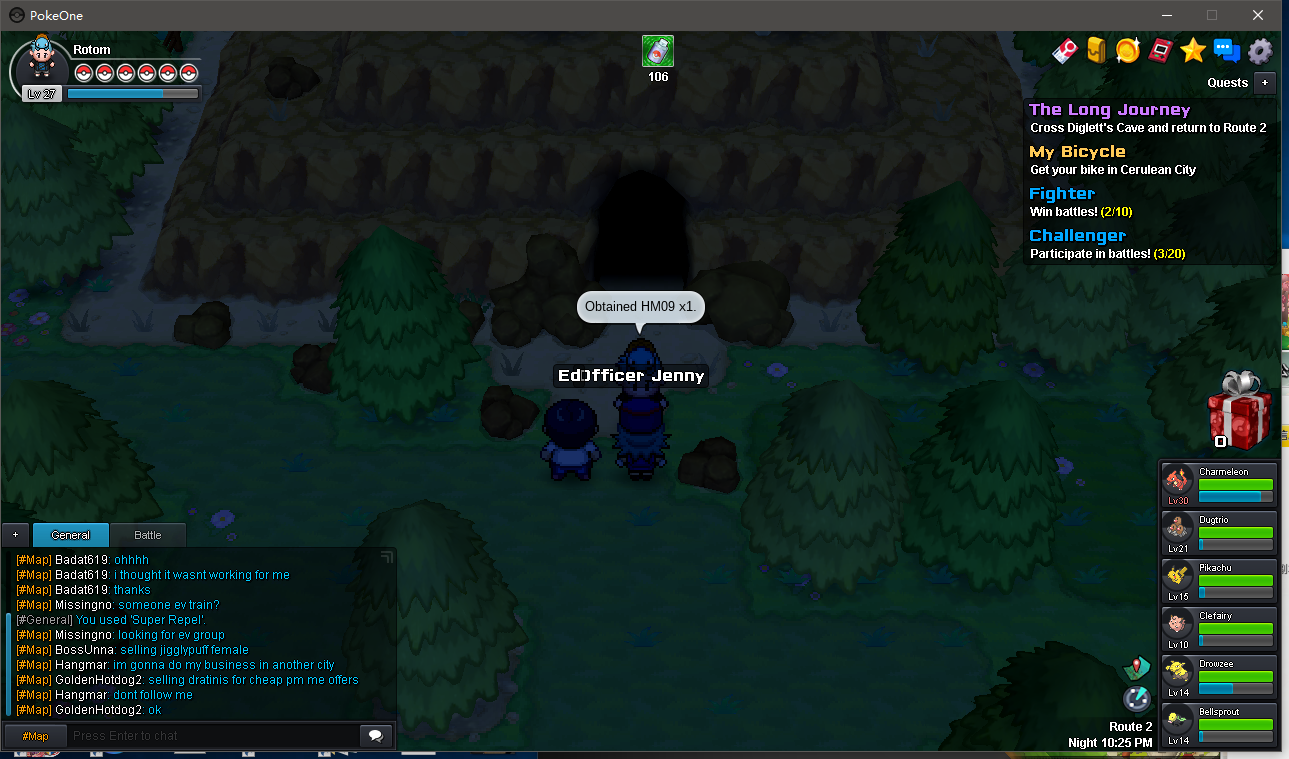 PokeOne
Rotom
Lv 27
106
Quests
+
The Long Journey
Cross Diglett's Cave and return to Route 2
My Bicycle
Get your bike in Cerulean City
Fighter
Win battles! (2/10)
Challenger
Participate in battles! (3/20)
Obtained HM09 x1.
Officer Jenny
0
Charmeleon
Lv30
Dugtrio
Lv21
Pikachu
Lv15
Clefairy
Lv10
Drowzee
Lv14
Bellsprout
Lv14
+
General
Battle
[#Map] Badat619: ohhhh
[#Map] Badat619: i thought it wasnt working for me
[#Map] Badat619: thanks
[#Map] Missingno: someone ev train?
[#General] You used 'Super Repel'.
[#Map] Missingno: looking for ev group
[#Map] BossUnna: selling jigglypuff female
[#Map] Hangmar: im gonna do my business in another city
[#Map] GoldenHotdog2: selling dratinis for cheap pm me offers
[#Map] Hangmar: dont follow me
[#Map] GoldenHotdog2: ok
#Map
Press Enter to chat
Route 2
Night 10:25 PM